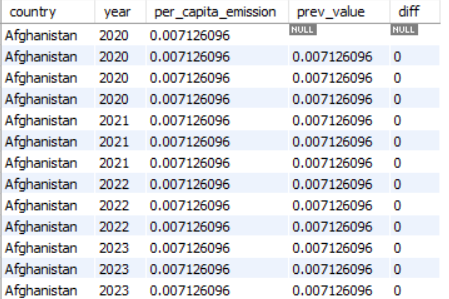 country year per_capita_emission prev_value diff
Afghanistan 2020 0.007126096 NULL NULL
Afghanistan 2020 0.007126096 0.007126096 0
Afghanistan 2020 0.007126096 0.007126096 0
Afghanistan 2020 0.007126096 0.007126096 0
Afghanistan 2021 0.007126096 0.007126096 0
Afghanistan 2021 0.007126096 0.007126096 0
Afghanistan 2021 0.007126096 0.007126096 0
Afghanistan 2022 0.007126096 0.007126096 0
Afghanistan 2022 0.007126096 0.007126096 0
Afghanistan 2022 0.007126096 0.007126096 0
Afghanistan 2023 0.007126096 0.007126096 0
Afghanistan 2023 0.007126096 0.007126096 0
Afghanistan 2023 0.007126096 0.007126096 0